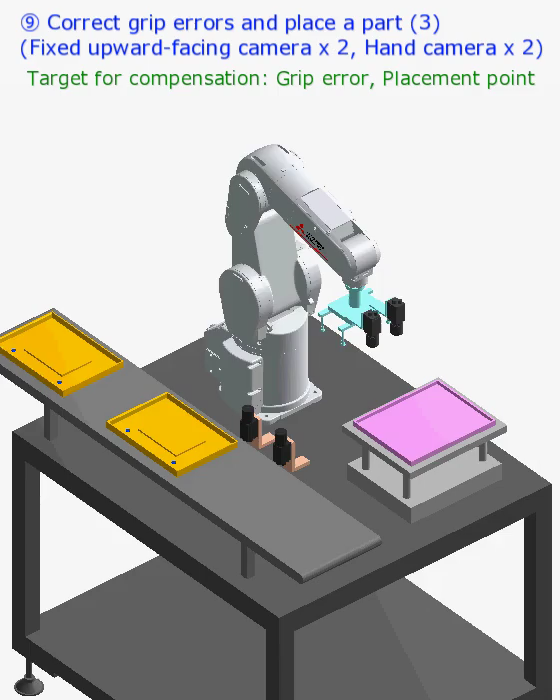 ⑨ Correct grip errors and place a part (3)
(Fixed upward-facing camera x 2, Hand camera x 2)
Target for compensation: Grip error, Placement point